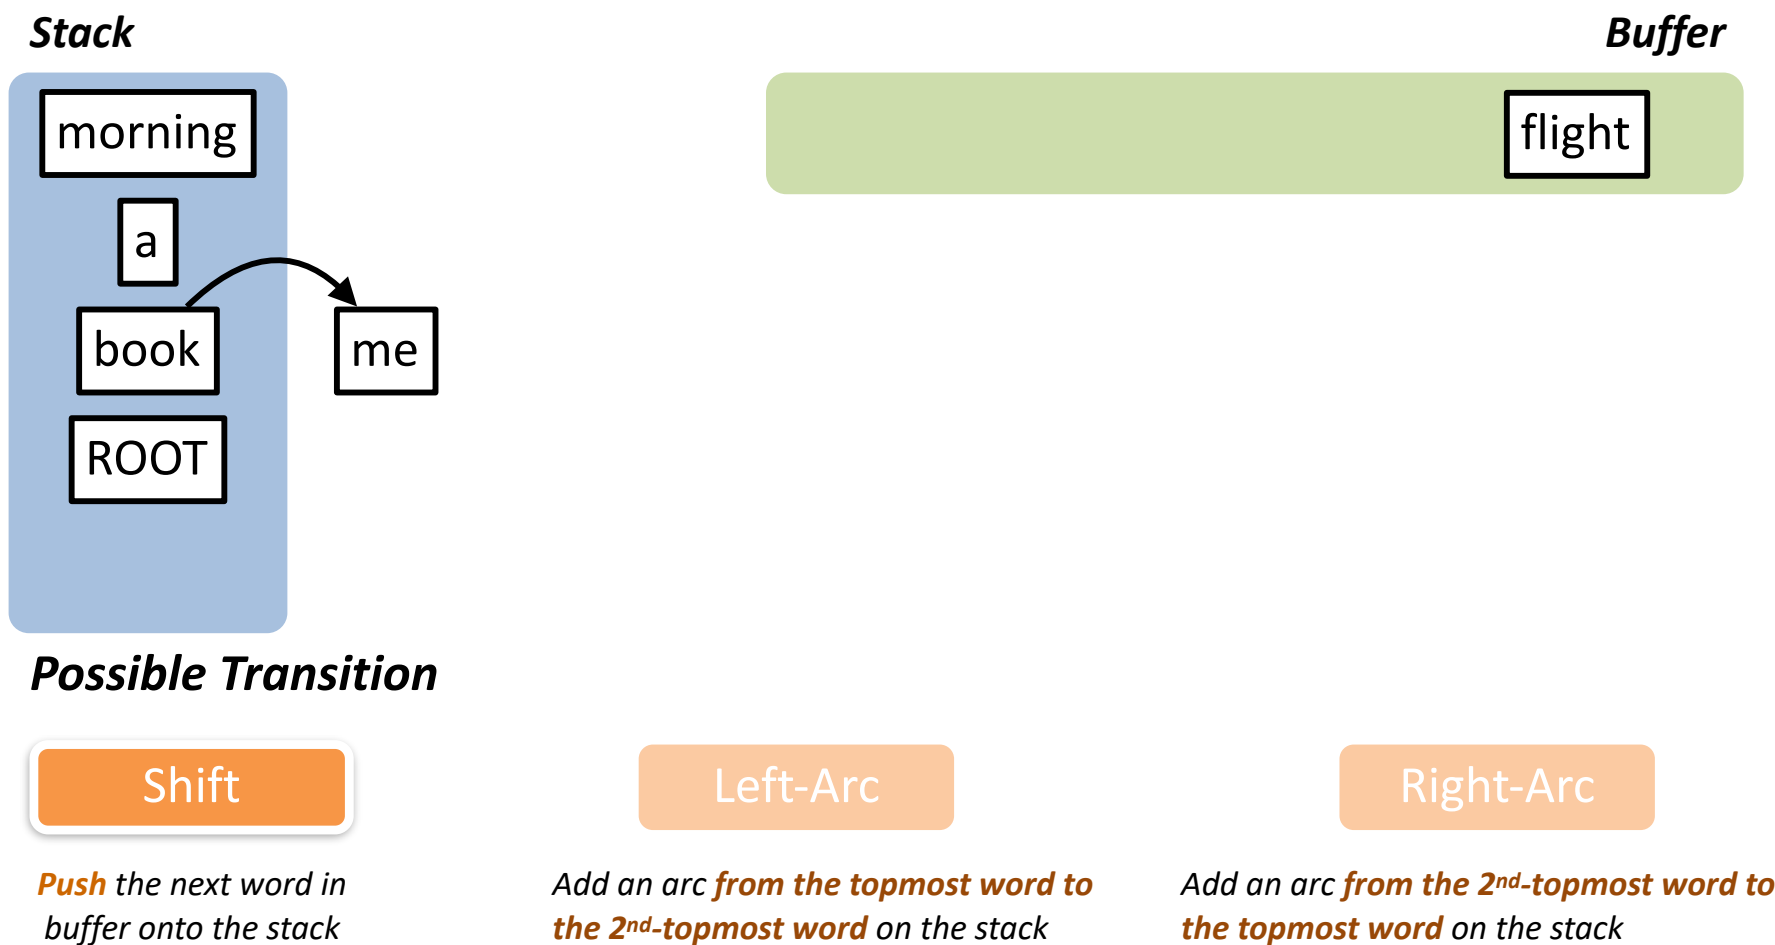 Stack
Buffer
morning
flight
a
book
me
ROOT
Possible Transition
Shift
Left-Arc
Right-Arc
Push the next word in
buffer onto the stack
Add an arc from the topmost word to
the 2nd-topmost word on the stack
Add an arc from the 2nd-topmost word to
the topmost word on the stack